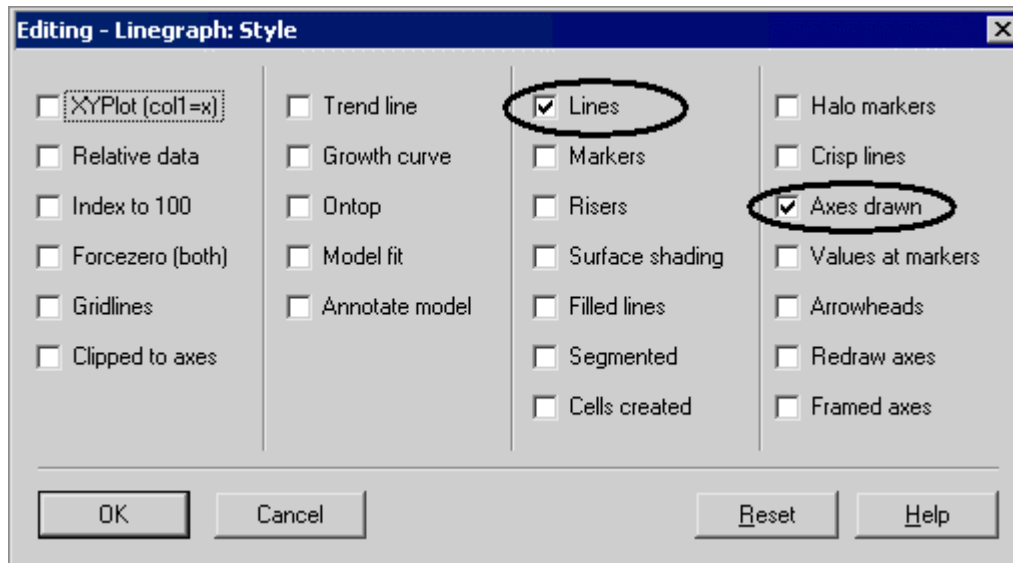 Editing - Linegraph: Style
XYPlot (col1=x)
Relative data
Index to 100
Forcezero (both)
Gridlines
Clipped to axes
Trend line
Growth curve
Ontop
Model fit
Annotate model
Lines
Markers
Risers
Surface shading
Filled lines
Segmented
Cells created
Halo markers
Crisp lines
Axes drawn
Values at markers
Arrowheads
Redraw axes
Framed axes
OK
Cancel
Reset
Help